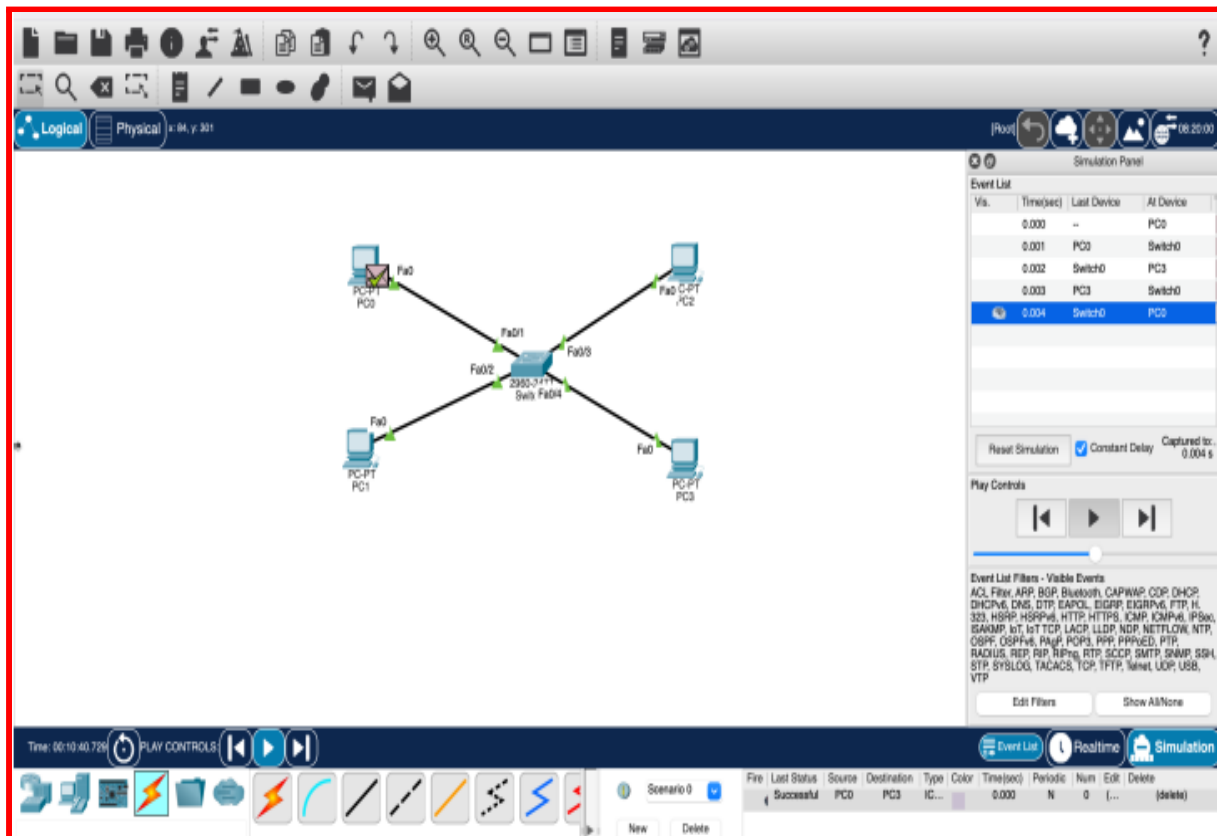 ?
Logical
Physical
x: 84, y: 301
[Root]
08:20:00
Simulation Panel
Event List
Vis. Time(sec) Last Device At Device
0.000 -- PC0
0.001 PC0 Switch0
0.002 Switch0 PC3
0.003 PC3 Switch0
0.004 Switch0 PC0
Reset Simulation
Constant Delay
Captured to:
0.004 s
Play Controls
Event List Filters - Visible Events
ACL Filter, ARP, BGP, Bluetooth, CAPWAP, CDP, DHCP,
DHCPv6, DNS, DTP, EAPOL, EIGRP, EIGRPv6, FTP, H.
323, HSRP, HSRPv6, HTTP, HTTPS, ICMP, ICMPv6, IPSec,
ISAKMP, IoT, IoT TCP, LACP, LLDP, NDP, NETFLOW, NTP,
OSPF, OSPFv6, PAgP, POP3, PPP, PPPoED, PTP,
RADIUS, REP, RIP, RIPng, RTP, SCCP, SMTP, SNMP, SSH,
STP, SYSLOG, TACACS, TCP, TFTP, Telnet, UDP, USB,
VTP
Edit Filters
Show All/None
Fa0
PC-PT
PC0
Fa0
C-PT
PC2
Fa0/1
Fa0/3
Fa0/2
Fa0/4
Fa0
PC-PT
PC1
Fa0
PC-PT
PC3
Time: 00:10:40.729
PLAY CONTROLS:
Event List
Realtime
Simulation
Scenario 0
New
Delete
Fire Last Status Source Destination Type Color Time(sec) Periodic Num Edit Delete
Successful PC0 PC3 IC... 0.000 N 0 (... (delete)